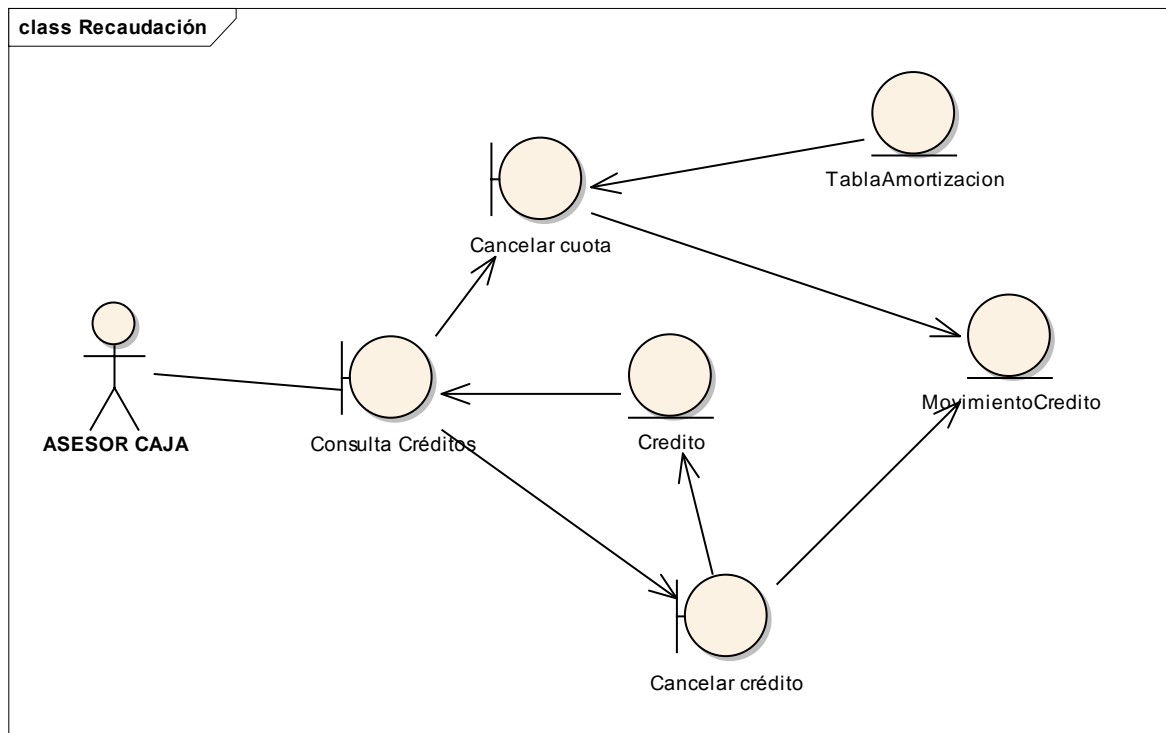 class Recaudación
TablaAmortizacion
Cancelar cuota
MovimientoCredito
ASESOR CAJA
Consulta Créditos
Credito
Cancelar crédito